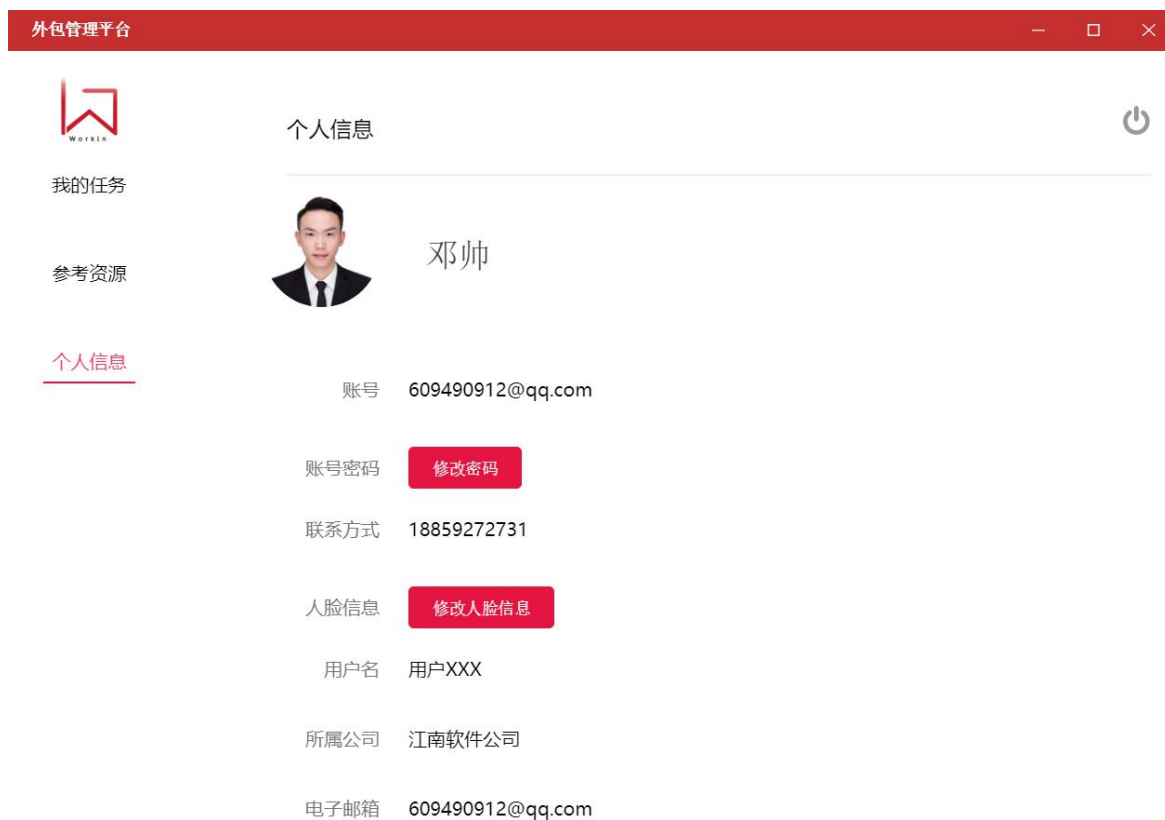 外包管理平台
WorkIn
我的任务
参考资源
个人信息
个人信息
邓帅
账号 609490912@qq.com
账号密码 修改密码
联系方式 18859272731
人脸信息 修改人脸信息
用户名 用户XXX
所属公司 江南软件公司
电子邮箱 609490912@qq.com